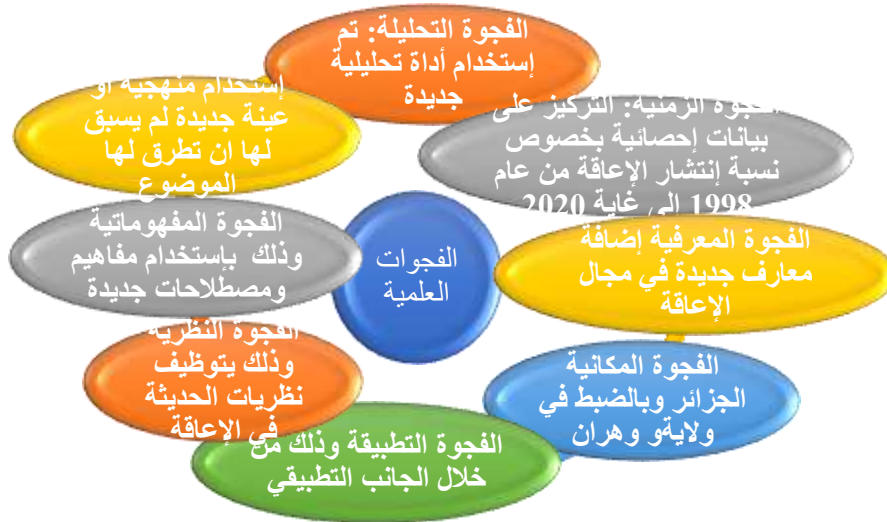 الفجوة التحليلة: تم
إستخدام أداة تحليلية
جديدة
الفجوة الزمنية: التركيز على
بيانات إحصائية بخصوص
نسبة إنتشار الإعاقة من عام
1998 الى غاية 2020
الفجوة المعرفية إضافة
معارف جديدة في مجال
الإعاقة
الفجوة المكانية
الجزائر وبالضبط في
ولايةو وهران
الفجوة التطبيقة وذلك من
خلال الجانب التطبيقي
الفجوة النظرية
وذلك يتوظيف
نظريات الحديثة
في الإعاقة
الفجوة المفهوماتية
وذلك بإستخدام مفاهيم
ومصطلاحات جديدة
إستخدام منهجية او
عينة جديدة لم يسبق
لها ان تطرق لها
الموضوع
الفجوات
العلمية